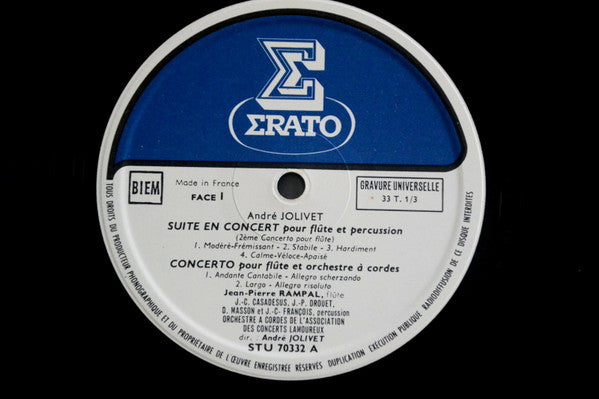 Σ
ΣRATO
BIEM
Made in France
FACE 1
GRAVURE UNIVERSELLE
33 T. 1/3
André JOLIVET
SUITE EN CONCERT pour flûte et percussion
(2ème Concerto pour flûte)
1. Modéré-Frémissant - 2. Stabile - 3. Hardiment
4. Calme-Véloce-Apaisé
CONCERTO pour flûte et orchestre à cordes
1. Andante Cantabile - Allegro scherzando
2. Largo - Allegro risoluto
Jean-Pierre RAMPAL, flûte
J.-C. CASADESUS, J.-P. DROUET,
D. MASSON et J.-C. FRANÇOIS, percussion
ORCHESTRE A CORDES DE L'ASSOCIATION
DES CONCERTS LAMOUREUX
dir. : André JOLIVET
STU 70332 A
TOUS DROITS DU PRODUCTEUR PHONOGRAPHIQUE ET DU PROPRIÉTAIRE DE L'ŒUVRE ENREGISTRÉE RÉSERVÉS DUPLICATION EXÉCUTION PUBLIQUE RADIODIFFUSION DE CE DISQUE INTERDITES